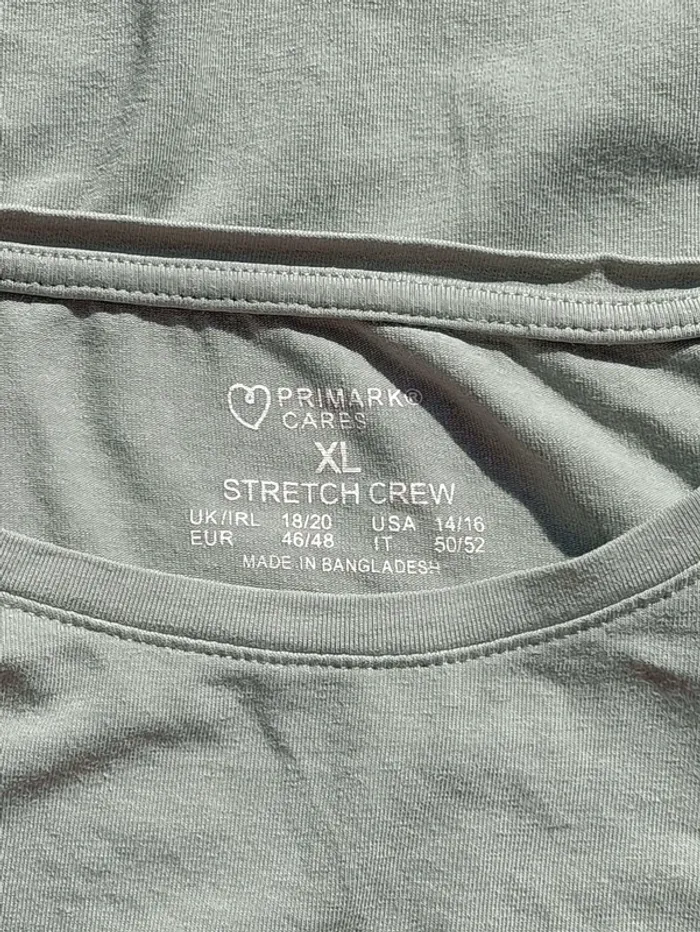 PRIMARK®
CARES
XL
STRETCH CREW
UK/IRL 18/20 USA 14/16
EUR 46/48 IT 50/52
MADE IN BANGLADESH